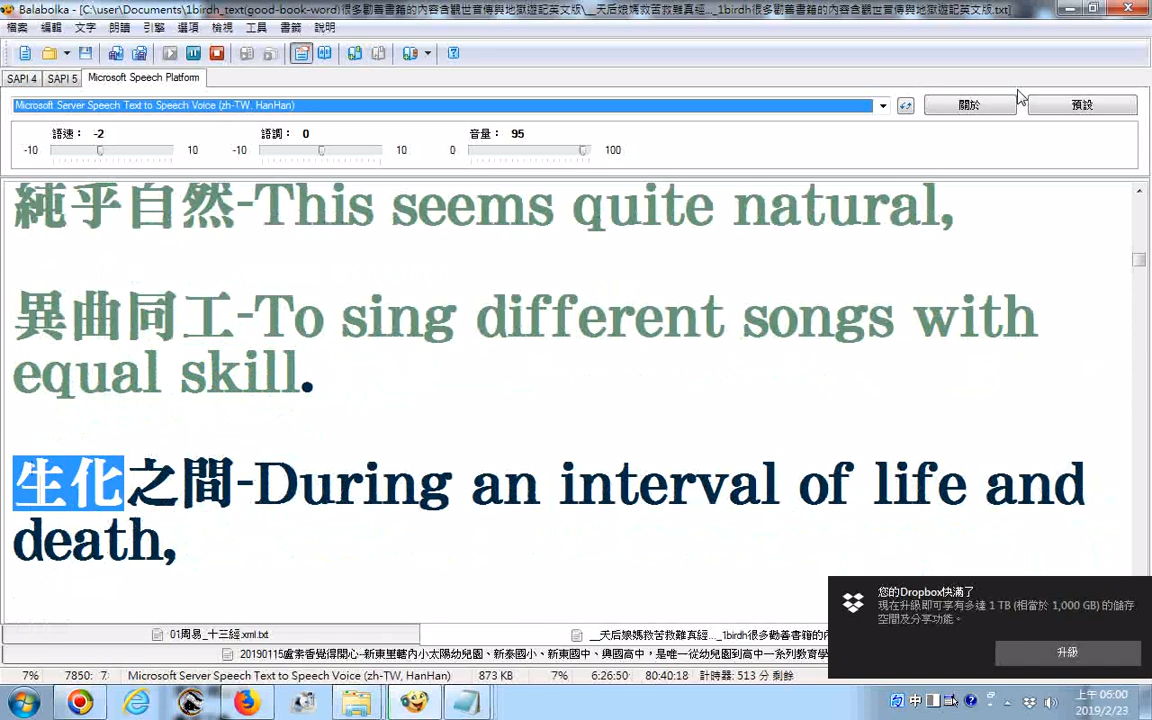 Balabolka - [C:\user\Documents\1birdh_text(good-book-word)很多勸善書籍的內容含觀世宣傳與地獄遊記英文版\__天后娘媽救苦救難真經..._1birdh很多勸善書籍的內容含觀世宣傳與地獄遊記英文版.txt]
檔案 編輯 文字 朗讀 引擎 選項 檢視 工具 書籤 說明
SAPI 4 SAPI 5 Microsoft Speech Platform
Microsoft Server Speech Text to Speech Voice (zh-TW, HanHan) 關於 預設
語速： -2 語調： 0 音量： 95
-10 10 -10 10 0 100
純乎自然-This seems quite natural,
異曲同工-To sing different songs with
equal skill.
生化之間-During an interval of life and
death,
您的Dropbox快滿了
現在升級即可享有多達 1 TB (相當於 1,000 GB) 的儲存
空間及分享功能。
升級
01周易_十三經.xml.txt __天后娘媽救苦救難真經..._1birdh很多勸善書籍的內
20190115盧素香覺得開心--新東里轄內小太陽幼兒園、新泰國小、新東國中、興國高中，是唯一從幼兒園到高中一系列教育學
7% 7850: 7 Microsoft Server Speech Text to Speech Voice (zh-TW, HanHan) 873 KB 7% 6:26:50 80:40:18 計時器: 513 分 剩餘
中 上午 05:00
2019/2/23